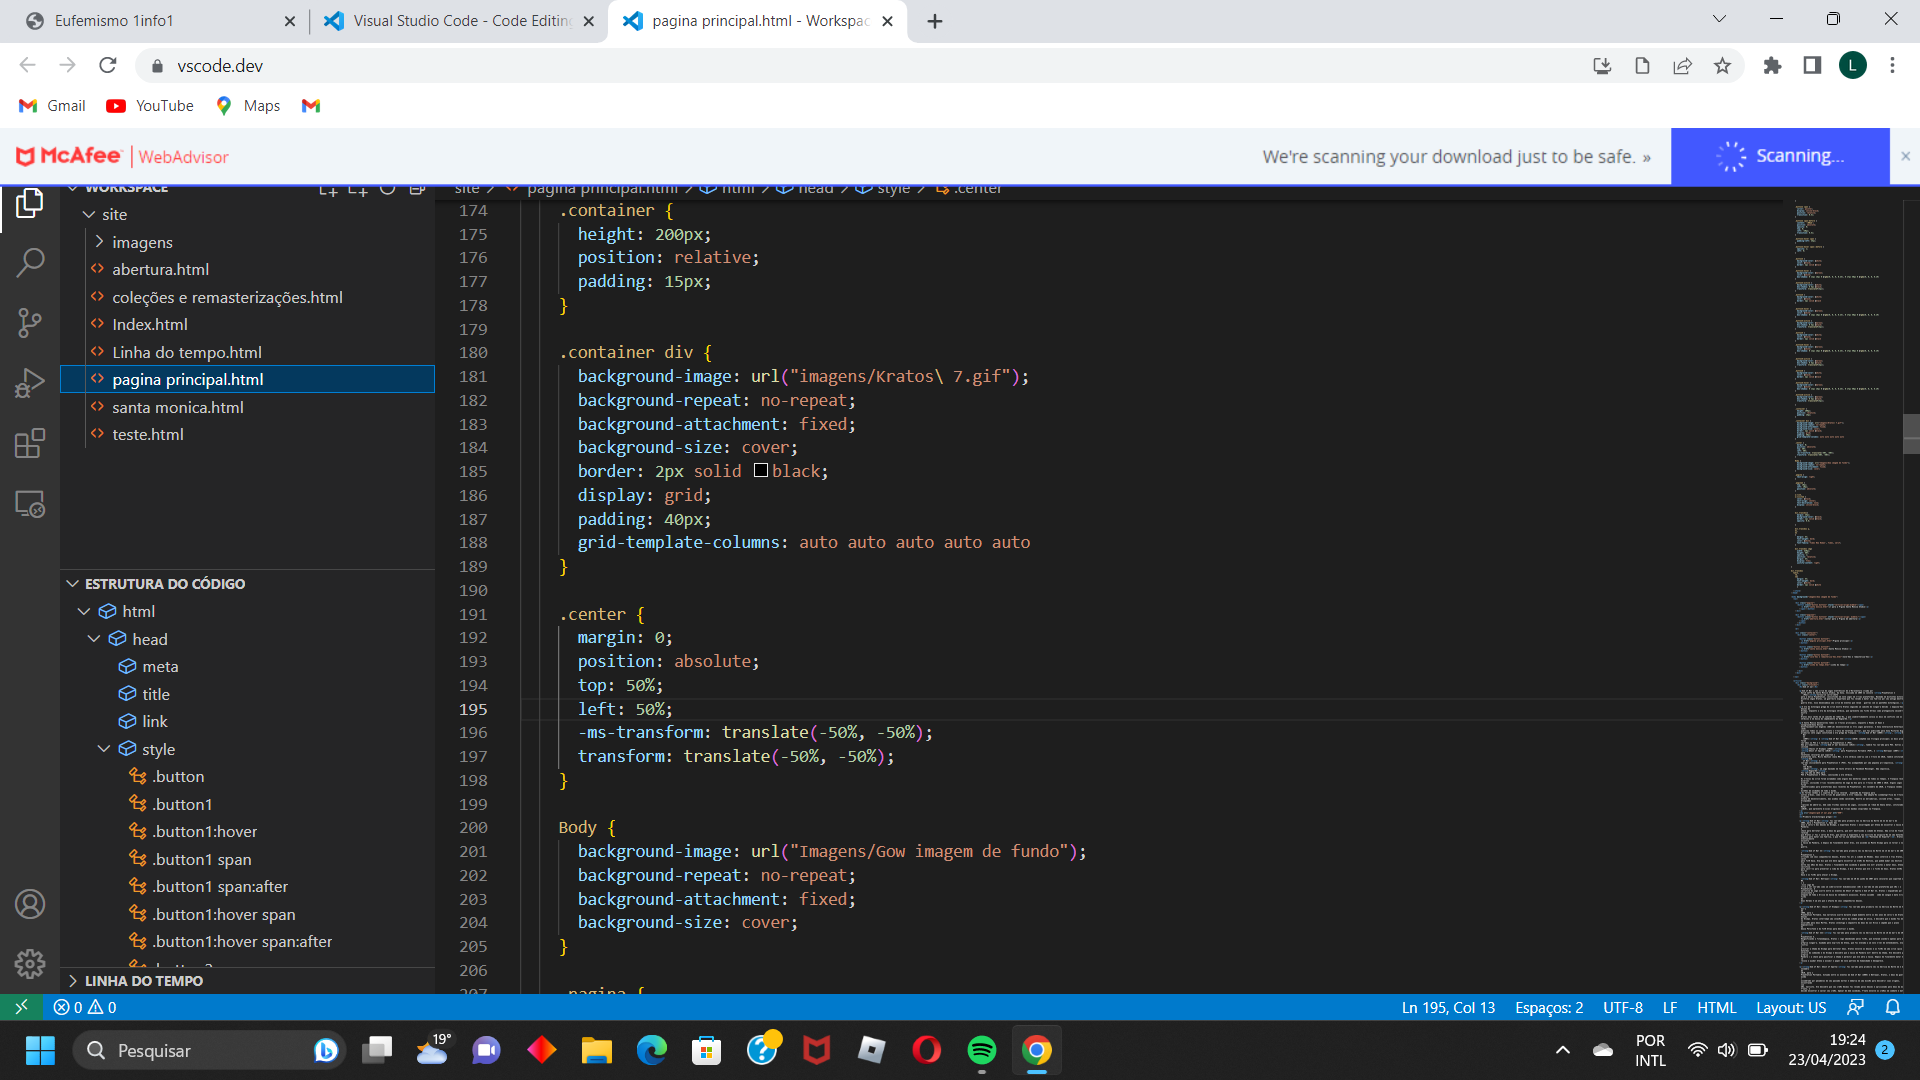 Eufemismo 1info1
Visual Studio Code - Code Editing
pagina principal.html - Workspac
vscode.dev
L
Gmail
YouTube
Maps
McAfee | WebAdvisor
We're scanning your download just to be safe. »
Scanning...
WORKSPACE
site
imagens
abertura.html
coleções e remasterizações.html
Index.html
Linha do tempo.html
pagina principal.html
santa monica.html
teste.html
ESTRUTURA DO CÓDIGO
html
head
meta
title
link
style
.button
.button1
.button1:hover
.button1 span
.button1 span:after
.button1:hover span
.button1:hover span:after
LINHA DO TEMPO
site > pagina principal.html > html > head > style > .center
174 .container {
175 height: 200px;
176 position: relative;
177 padding: 15px;
178 }
179
180 .container div {
181 background-image: url("imagens/Kratos\ 7.gif");
182 background-repeat: no-repeat;
183 background-attachment: fixed;
184 background-size: cover;
185 border: 2px solid black;
186 display: grid;
187 padding: 40px;
188 grid-template-columns: auto auto auto auto auto
189 }
190
191 .center {
192 margin: 0;
193 position: absolute;
194 top: 50%;
195 left: 50%;
196 -ms-transform: translate(-50%, -50%);
197 transform: translate(-50%, -50%);
198 }
199
200 Body {
201 background-image: url("Imagens/Gow imagem de fundo");
202 background-repeat: no-repeat;
203 background-attachment: fixed;
204 background-size: cover;
205 }
206
207 .pagina {
0 0
Ln 195, Col 13
Espaços: 2
UTF-8
LF
HTML
Layout: US
Pesquisar
19°
POR
INTL
19:24
23/04/2023
2